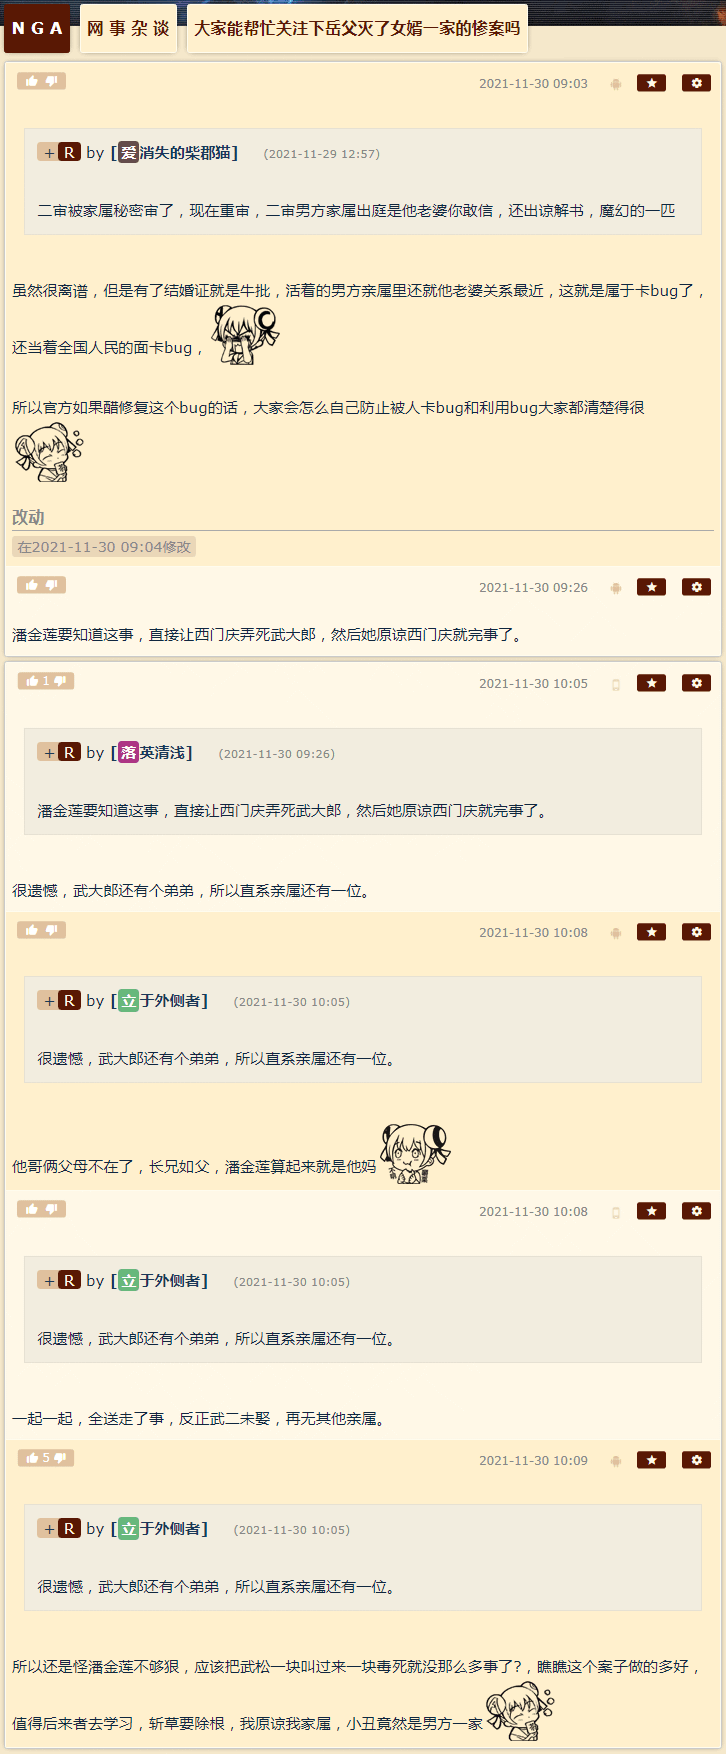 NGA 网事杂谈 大家能帮忙关注下岳父灭了女婿一家的惨案吗
2021-11-30 09:03
+ R by [爱消失的柴郡猫] (2021-11-29 12:57)
二审被家属秘密审了，现在重审，二审男方家属出庭是他老婆你敢信，还出谅解书，魔幻的一匹
虽然很离谱，但是有了结婚证就是牛批，活着的男方亲属里还就他老婆关系最近，这就是属于卡bug了，
还当着全国人民的面卡bug，
所以官方如果醋修复这个bug的话，大家会怎么自己防止被人卡bug和利用bug大家都清楚得很
改动
在2021-11-30 09:04修改
2021-11-30 09:26
潘金莲要知道这事，直接让西门庆弄死武大郎，然后她原谅西门庆就完事了。
1 2021-11-30 10:05
+ R by [落英清浅] (2021-11-30 09:26)
潘金莲要知道这事，直接让西门庆弄死武大郎，然后她原谅西门庆就完事了。
很遗憾，武大郎还有个弟弟，所以直系亲属还有一位。
2021-11-30 10:08
+ R by [立于外侧者] (2021-11-30 10:05)
很遗憾，武大郎还有个弟弟，所以直系亲属还有一位。
他哥俩父母不在了，长兄如父，潘金莲算起来就是他妈
2021-11-30 10:08
+ R by [立于外侧者] (2021-11-30 10:05)
很遗憾，武大郎还有个弟弟，所以直系亲属还有一位。
一起一起，全送走了事，反正武二未娶，再无其他亲属。
5 2021-11-30 10:09
+ R by [立于外侧者] (2021-11-30 10:05)
很遗憾，武大郎还有个弟弟，所以直系亲属还有一位。
所以还是怪潘金莲不够狠，应该把武松一块叫过来一块毒死就没那么多事了?，瞧瞧这个案子做的多好，
值得后来者去学习，斩草要除根，我原谅我家属，小丑竟然是男方一家